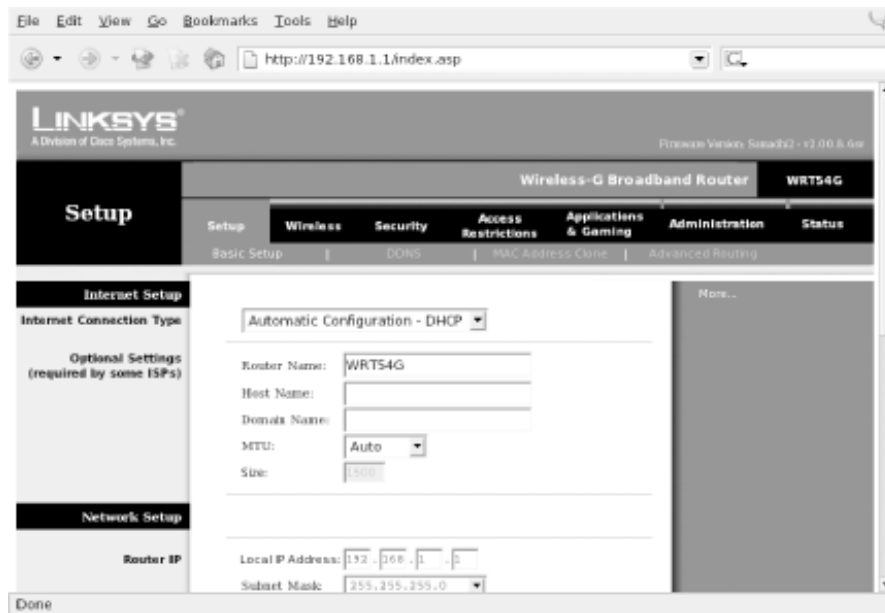 File Edit View Go Bookmarks Tools Help
http://192.168.1.1/index.asp
LINKSYS®
A Division of Cisco Systems, Inc.
Firmware Version:
Wireless-G Broadband Router WRT54G
Setup
Setup Wireless Security Access Restrictions Applications & Gaming Administration Status
Basic Setup | DDNS | MAC Address Clone | Advanced Routing
Internet Setup
More...
Internet Connection Type Automatic Configuration - DHCP
Optional Settings
(required by some ISPs)
Router Name: WRT54G
Host Name:
Domain Name:
MTU: Auto
Size: 1500
Network Setup
Router IP
Local IP Address: 192 . 168 . 1 . 1
Subnet Mask: 255.255.255.0
Done